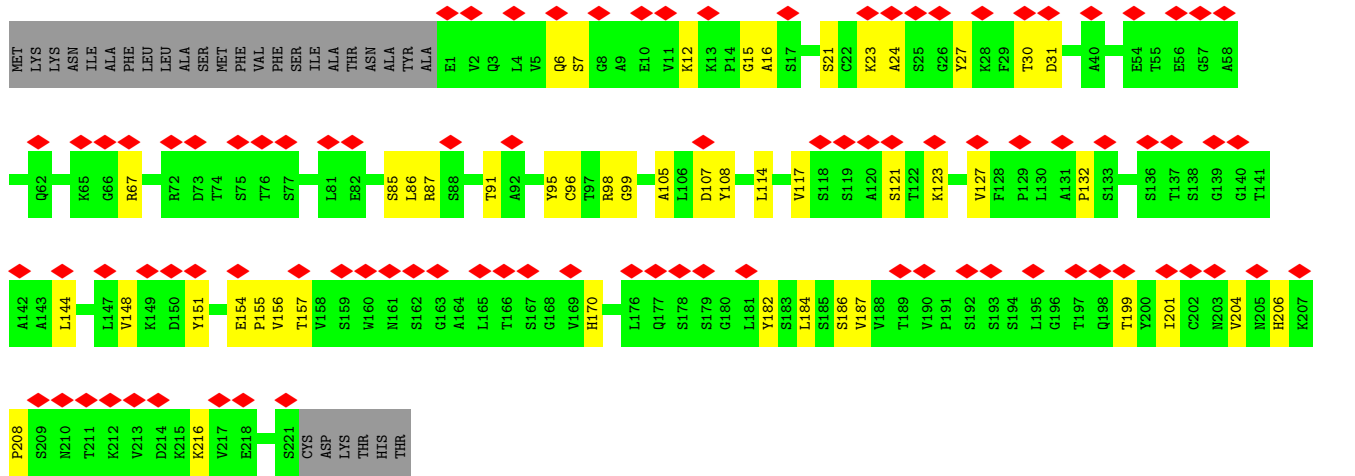 MET LYS LYS ASN ILE ALA PHE LEU LEU ALA SER MET PHE VAL PHE SER ILE ALA THR ASN ALA TYR ALA E1 V2 Q3 L4 V5 Q6 S7 G8 A9 E10 V11 K12 K13 P14 G15 A16 S17 S21 C22 K23 A24 S25 G26 Y27 K28 F29 T30 D31 A40 E54 T55 E56 G57 A58
Q62 K65 G66 R67 R72 D73 T74 S75 T76 S77 L81 E82 S85 L86 R87 S88 T91 A92 Y95 C96 T97 R98 G99 A105 L106 D107 Y108 L114 V117 S118 S119 A120 S121 T122 K123 V127 F128 P129 L130 A131 P132 S133 S136 T137 S138 G139 G140 T141
A142 A143 L144 L147 V148 K149 D150 Y151 E154 P155 V156 T157 V158 S159 W160 N161 S162 G163 A164 L165 T166 S167 G168 V169 H170 L176 Q177 S178 S179 G180 L181 Y182 S183 L184 S185 S186 V187 V188 T189 V190 P191 S192 S193 S194 L195 G196 T197 Q198 T199 Y200 I201 C202 N203 V204 N205 H206 K207
P208 S209 N210 T211 K212 V213 D214 K215 K216 V217 E218 S221 CYS ASP LYS THR HIS THR